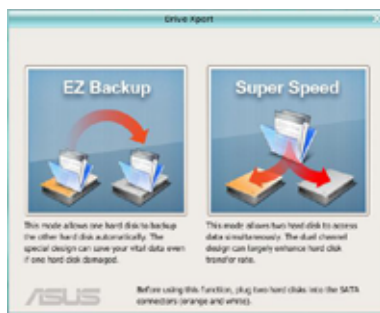 Drive Xpert
EZ Backup
Super Speed
This mode allows one hard disk to backup
the other hard disk automatically. The
special design can save your vital data even
if one hard disk damaged.
This mode allows two hard disk to access
data simultaneously. The dual channel
design can largely enhance hard disk
transfer rate.
ASUS
Before using this function, plug two hard disks into the SATA
connectors (orange and white).